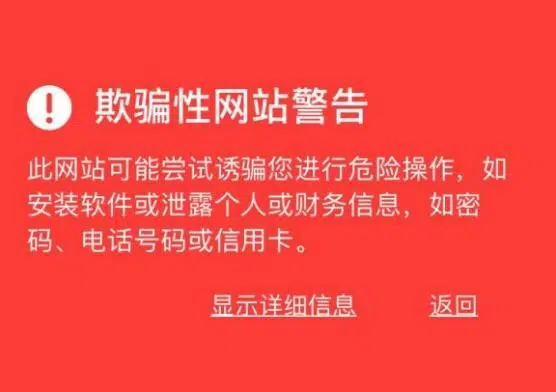 欺骗性网站警告
此网站可能尝试诱骗您进行危险操作，如
安装软件或泄露个人或财务信息，如密
码、电话号码或信用卡。
显示详细信息 返回